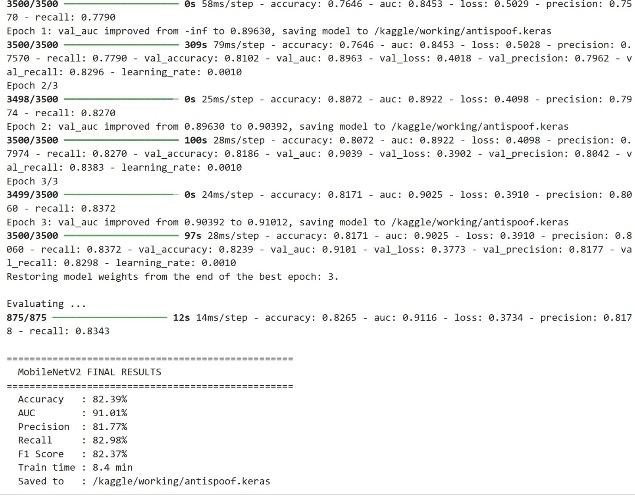 3500/3500 ━━━━━━━━━━━━━━━━━━━━ 0s 58ms/step - accuracy: 0.7646 - auc: 0.8453 - loss: 0.5029 - precision: 0.75
70 - recall: 0.7790
Epoch 1: val_auc improved from -inf to 0.89630, saving model to /kaggle/working/antispoof.keras
3500/3500 ━━━━━━━━━━━━━━━━━━━━ 309s 79ms/step - accuracy: 0.7646 - auc: 0.8453 - loss: 0.5028 - precision: 0.
7570 - recall: 0.7790 - val_accuracy: 0.8102 - val_auc: 0.8963 - val_loss: 0.4018 - val_precision: 0.7962 - v
al_recall: 0.8296 - learning_rate: 0.0010
Epoch 2/3
3498/3500 ━━━━━━━━━━━━━━━━━━━━ 0s 25ms/step - accuracy: 0.8072 - auc: 0.8922 - loss: 0.4098 - precision: 0.79
74 - recall: 0.8270
Epoch 2: val_auc improved from 0.89630 to 0.90392, saving model to /kaggle/working/antispoof.keras
3500/3500 ━━━━━━━━━━━━━━━━━━━━ 100s 28ms/step - accuracy: 0.8072 - auc: 0.8922 - loss: 0.4098 - precision: 0.
7974 - recall: 0.8270 - val_accuracy: 0.8186 - val_auc: 0.9039 - val_loss: 0.3902 - val_precision: 0.8042 - v
al_recall: 0.8383 - learning_rate: 0.0010
Epoch 3/3
3499/3500 ━━━━━━━━━━━━━━━━━━━━ 0s 24ms/step - accuracy: 0.8171 - auc: 0.9025 - loss: 0.3910 - precision: 0.80
60 - recall: 0.8372
Epoch 3: val_auc improved from 0.90392 to 0.91012, saving model to /kaggle/working/antispoof.keras
3500/3500 ━━━━━━━━━━━━━━━━━━━━ 97s 28ms/step - accuracy: 0.8171 - auc: 0.9025 - loss: 0.3910 - precision: 0.8
060 - recall: 0.8372 - val_accuracy: 0.8239 - val_auc: 0.9101 - val_loss: 0.3773 - val_precision: 0.8177 - va
l_recall: 0.8298 - learning_rate: 0.0010
Restoring model weights from the end of the best epoch: 3.

Evaluating ...
875/875 ━━━━━━━━━━━━━━━━━━━━ 12s 14ms/step - accuracy: 0.8265 - auc: 0.9116 - loss: 0.3734 - precision: 0.817
8 - recall: 0.8343

==================================================
MobileNetV2 FINAL RESULTS
==================================================
Accuracy : 82.39%
AUC : 91.01%
Precision : 81.77%
Recall : 82.98%
F1 Score : 82.37%
Train time : 8.4 min
Saved to : /kaggle/working/antispoof.keras